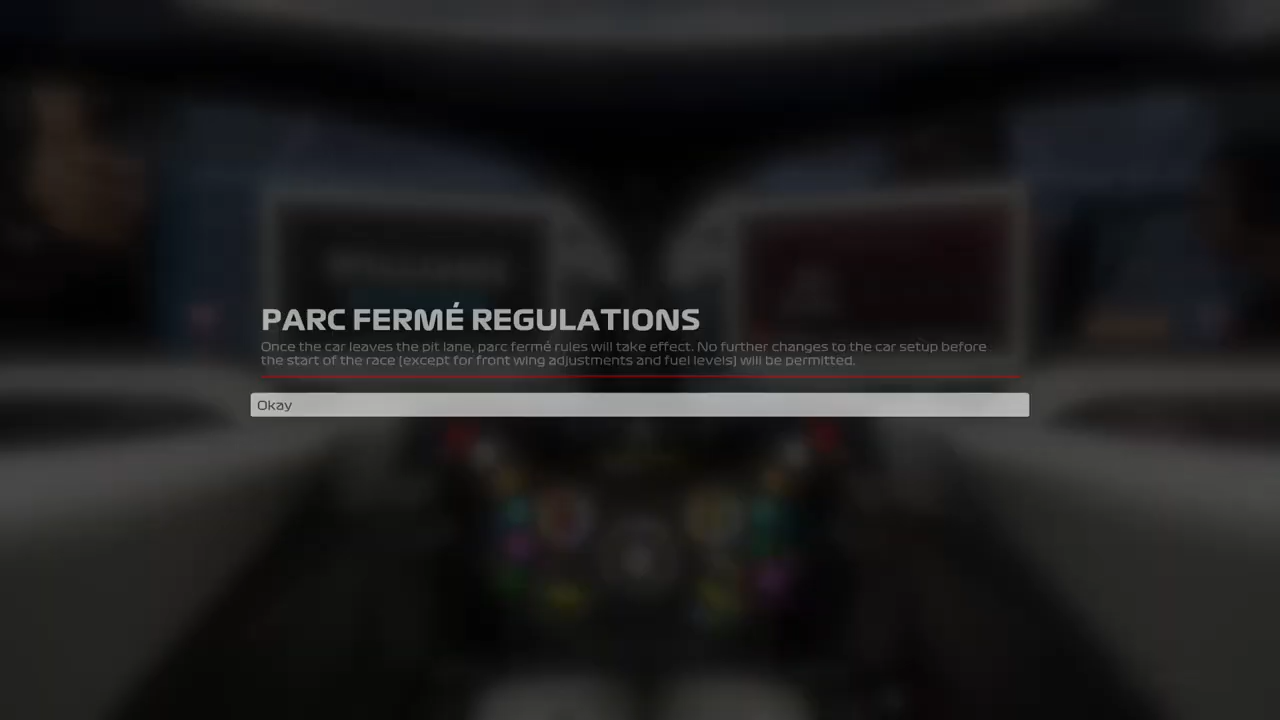 PARC FERMÉ REGULATIONS
Once the car leaves the pit lane, parc fermé rules will take effect. No further changes to the car setup before
the start of the race (except for front wing adjustments and fuel levels) will be permitted.
Okay